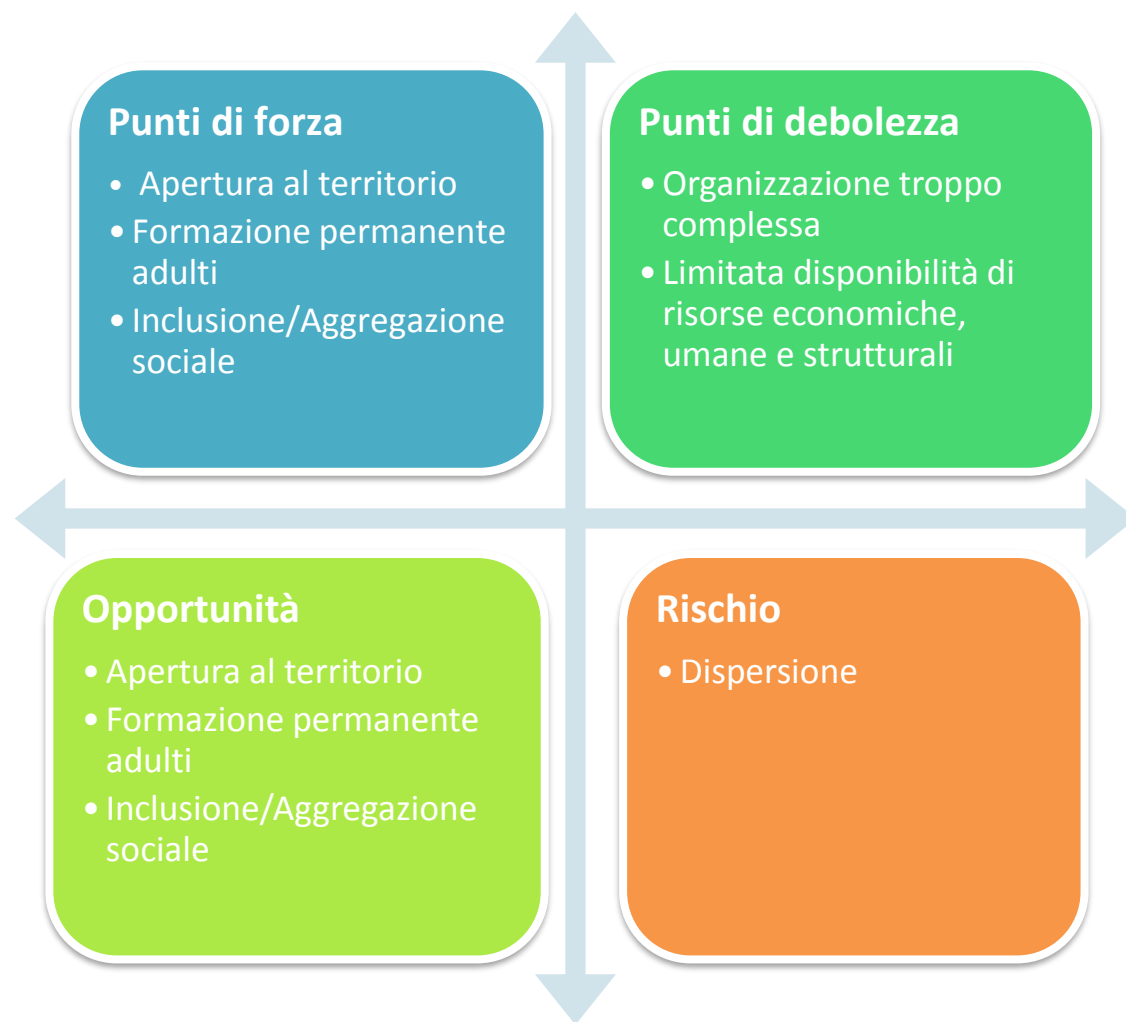 Punti di forza
• Apertura al territorio
• Formazione permanente
adulti
• Inclusione/Aggregazione
sociale
Punti di debolezza
• Organizzazione troppo
complessa
• Limitata disponibilità di
risorse economiche,
umane e strutturali
Opportunità
• Apertura al territorio
• Formazione permanente
adulti
• Inclusione/Aggregazione
sociale
Rischio
• Dispersione